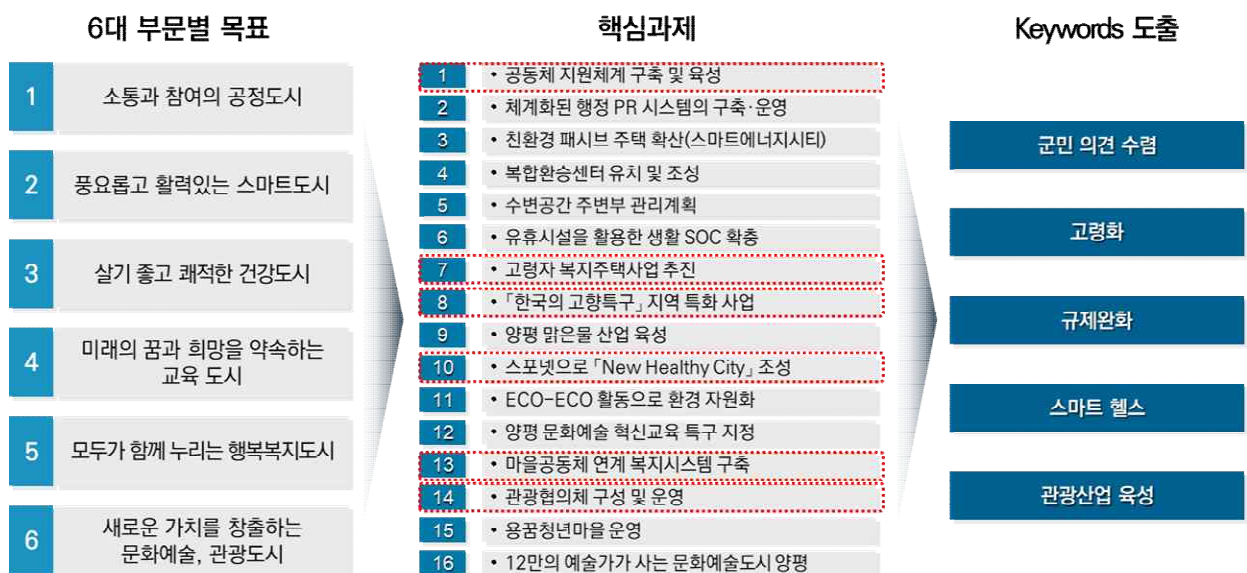 6대 부문별 목표
1
소통과 참여의 공정도시
2
풍요롭고 활력있는 스마트도시
3
살기 좋고 쾌적한 건강도시
4
미래의 꿈과 희망을 약속하는
교육 도시
5
모두가 함께 누리는 행복복지도시
6
새로운 가치를 창출하는
문화예술, 관광도시
핵심과제
1 • 공동체 지원체계 구축 및 육성
2 • 체계화된 행정 PR 시스템의 구축·운영
3 • 친환경 패시브 주택 확산(스마트에너지시티)
4 • 복합환승센터 유치 및 조성
5 • 수변공간 주변부 관리계획
6 • 유휴시설을 활용한 생활 SOC 확충
7 • 고령자 복지주택사업 추진
8 • 「한국의 고향특구」 지역 특화 사업
9 • 양평 맑은물 산업 육성
10 • 스포넷으로 「New Healthy City」 조성
11 • ECO-ECO 활동으로 환경 자원화
12 • 양평 문화예술 혁신교육 특구 지정
13 • 마을공동체 연계 복지시스템 구축
14 • 관광협의체 구성 및 운영
15 • 용꿈청년마을 운영
16 • 12만의 예술가가 사는 문화예술도시 양평
Keywords 도출
군민 의견 수렴
고령화
규제완화
스마트 헬스
관광산업 육성